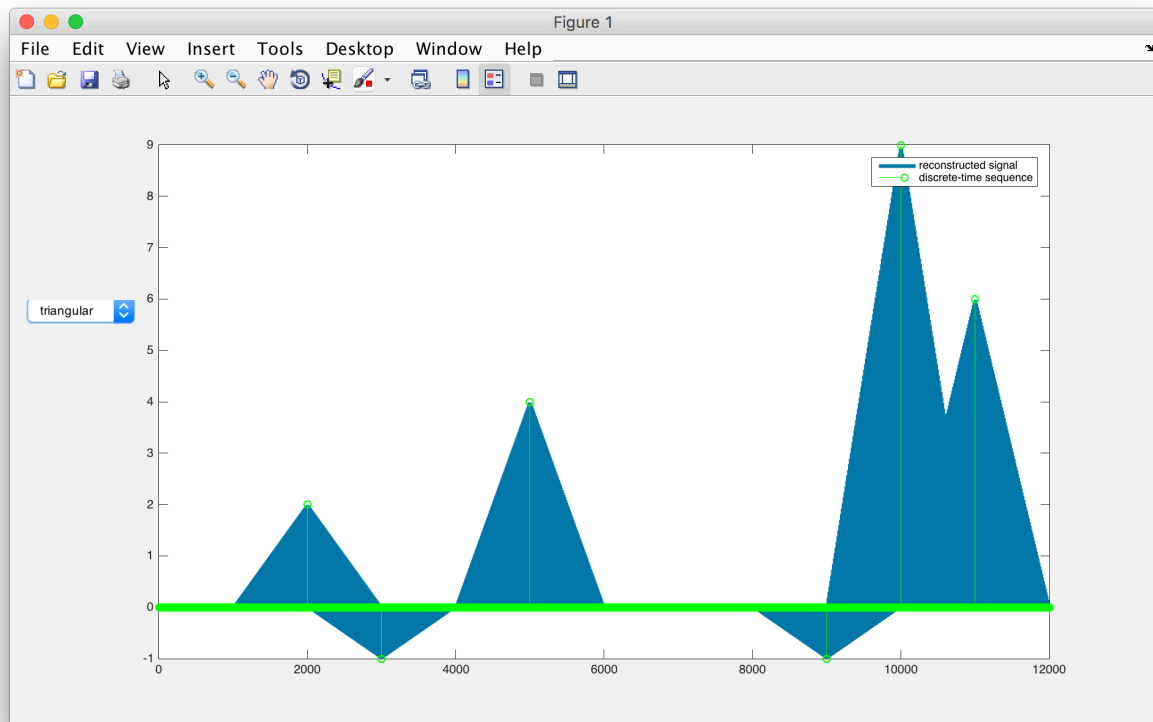 Figure 1
File Edit View Insert Tools Desktop Window Help
triangular
reconstructed signal
discrete-time sequence
9
8
7
6
5
4
3
2
1
0
-1
0 2000 4000 6000 8000 10000 12000